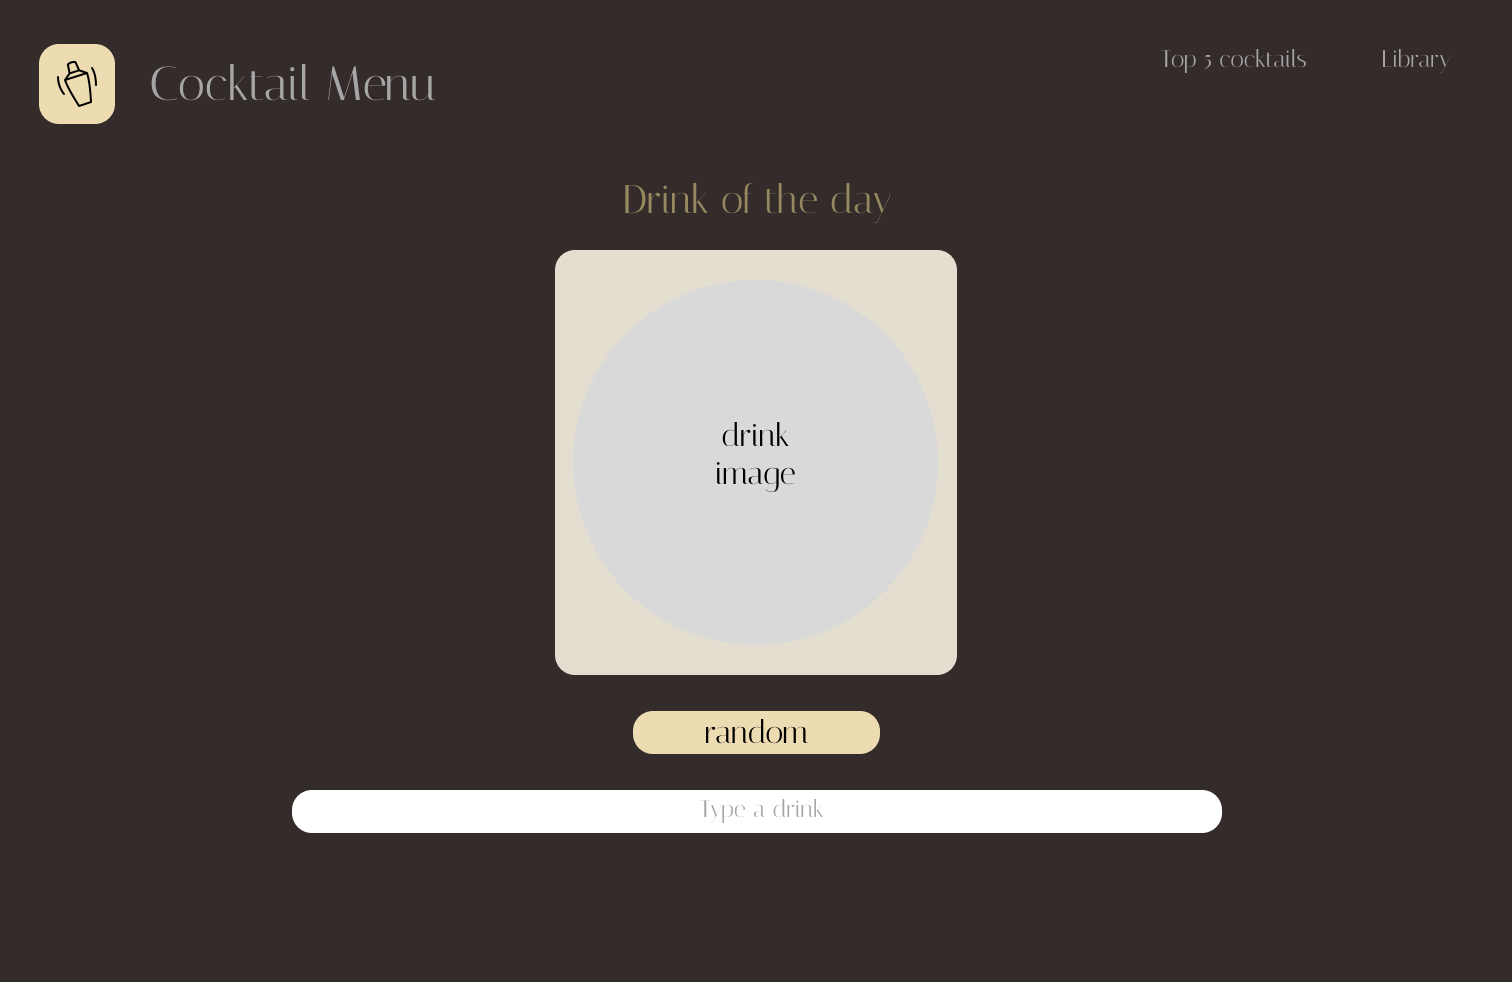 Cocktail Menu
Top 5 cocktails
Library
Drink of the day
drink
image
random
Type a drink